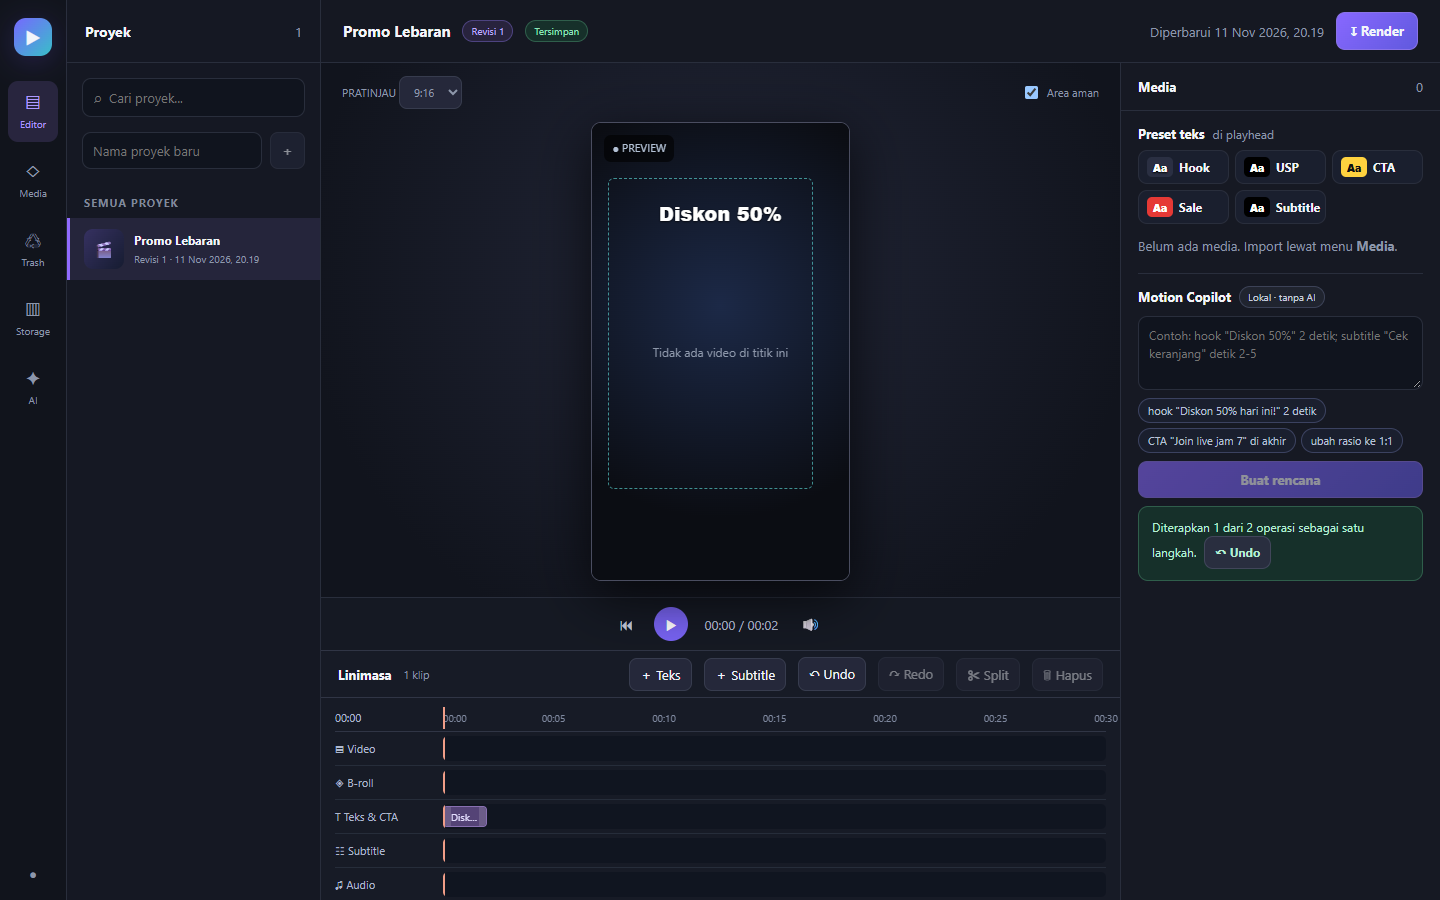 Editor
Media
Trash
Storage
AI
Proyek 1
Cari proyek...
Nama proyek baru +
SEMUA PROYEK
Promo Lebaran
Revisi 1 · 11 Nov 2026, 20.19
Promo Lebaran Revisi 1 Tersimpan
Diperbarui 11 Nov 2026, 20.19 Render
PRATINJAU 9:16 Area aman
PREVIEW
Diskon 50%
Tidak ada video di titik ini
00:00 / 00:02
Linimasa 1 klip + Teks + Subtitle Undo Redo Split Hapus
00:00 00:00 00:05 00:10 00:15 00:20 00:25 00:30
Video
B-roll
T Teks & CTA Disk...
Subtitle
Audio
Media 0
Preset teks di playhead
Aa Hook Aa USP Aa CTA
Aa Sale Aa Subtitle
Belum ada media. Import lewat menu Media.
Motion Copilot Lokal · tanpa AI
Contoh: hook "Diskon 50%" 2 detik; subtitle "Cek
keranjang" detik 2-5
hook "Diskon 50% hari ini!" 2 detik
CTA "Join live jam 7" di akhir ubah rasio ke 1:1
Buat rencana
Diterapkan 1 dari 2 operasi sebagai satu
langkah. Undo